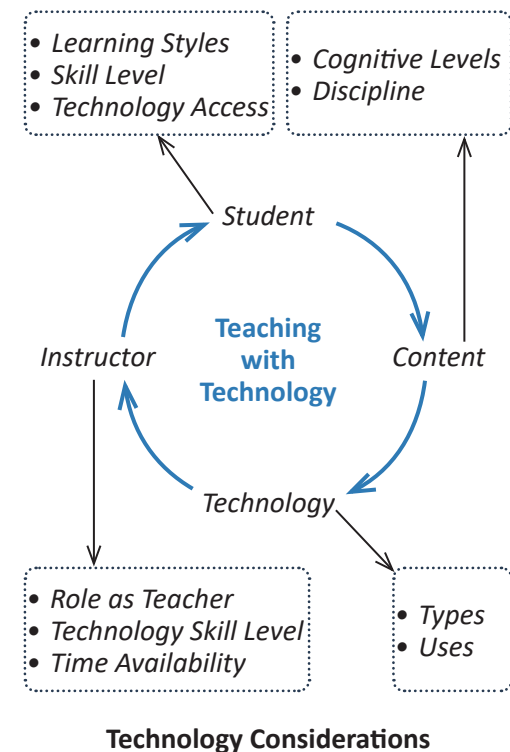 • Learning Styles
• Skill Level
• Technology Access
• Cognitive Levels
• Discipline
Student
Teaching
with
Technology
Instructor
Content
Technology
• Role as Teacher
• Technology Skill Level
• Time Availability
• Types
• Uses
Technology Considerations